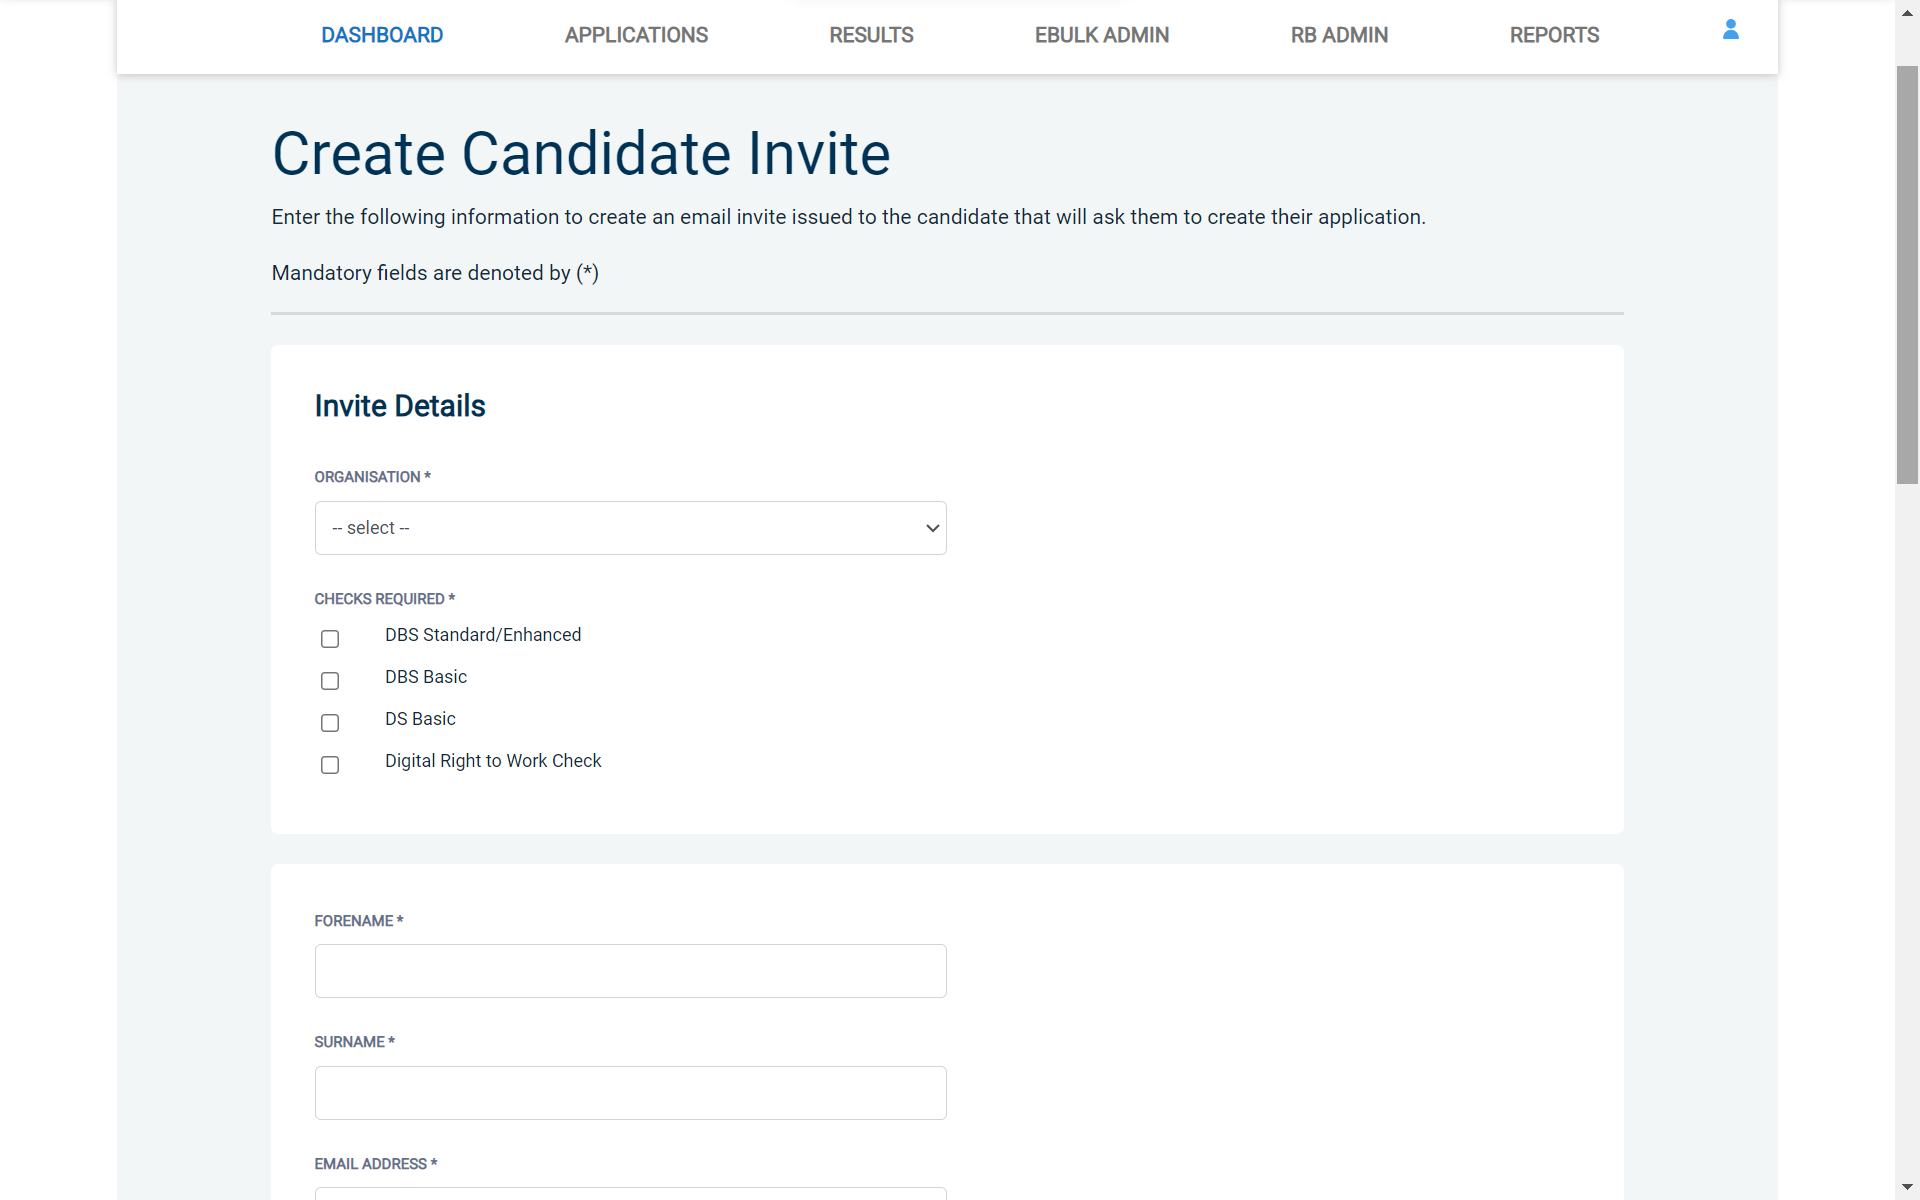 DASHBOARD APPLICATIONS RESULTS EBULK ADMIN RB ADMIN REPORTS
Create Candidate Invite
Enter the following information to create an email invite issued to the candidate that will ask them to create their application.
Mandatory fields are denoted by (*)
Invite Details
ORGANISATION *
-- select --
CHECKS REQUIRED *
DBS Standard/Enhanced
DBS Basic
DS Basic
Digital Right to Work Check
FORENAME *
SURNAME *
EMAIL ADDRESS *